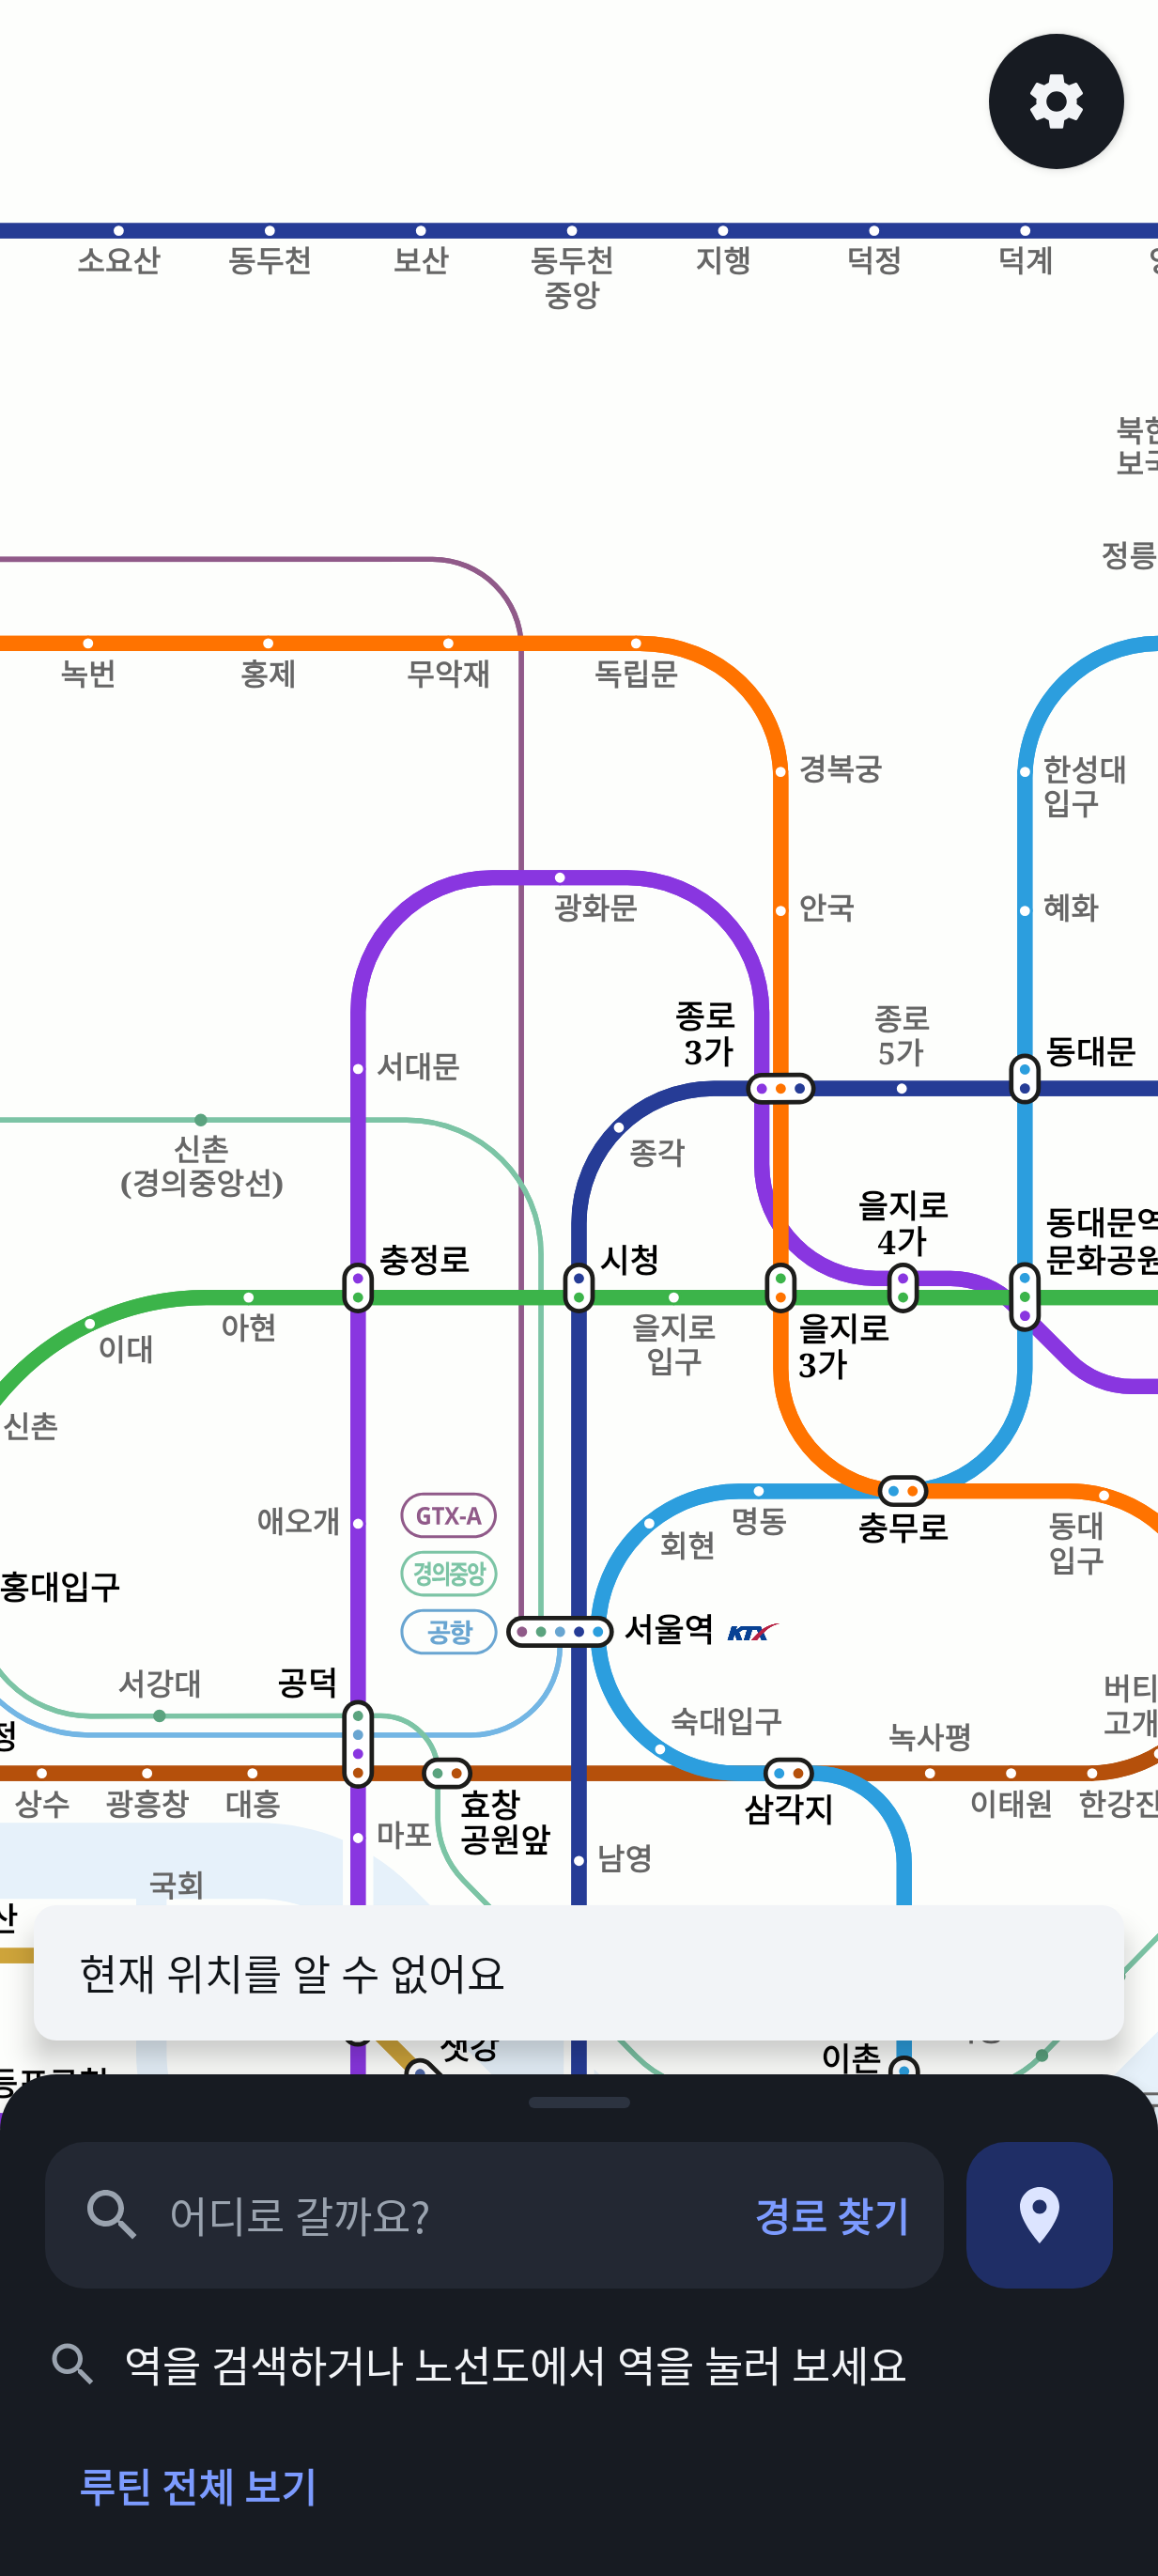 소요산
동두천
보산
동두천
중앙
지행
덕정
덕계
정릉
녹번
홍제
무악재
독립문
경복궁
한성대
입구
광화문
안국
혜화
종로
3가
종로
5가
동대문
서대문
종각
신촌
(경의중앙선)
을지로
4가
충정로
시청
이대
아현
을지로
입구
을지로
3가
신촌
애오개
GTX-A
경의중앙
공항
회현
명동
충무로
동대
입구
홍대입구
서울역 KTX
서강대
공덕
숙대입구
녹사평
버티
고개
상수
광흥창
대흥
효창
공원앞
삼각지
이태원
마포
남영
국회
현재 위치를 알 수 없어요
이촌
어디로 갈까요?
경로 찾기
역을 검색하거나 노선도에서 역을 눌러 보세요
루틴 전체 보기